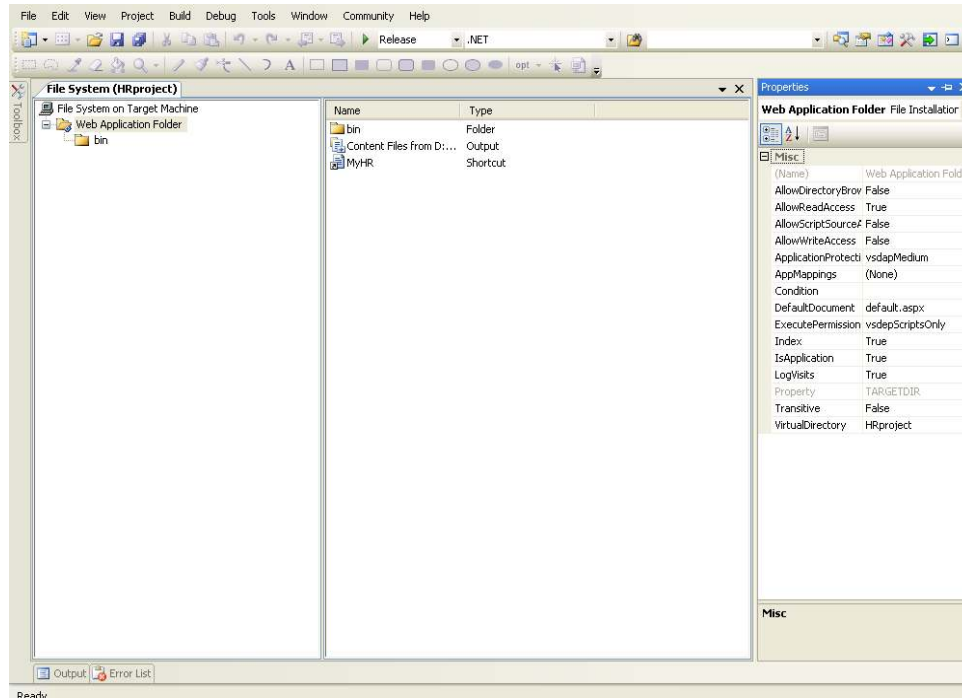 File Edit View Project Build Debug Tools Window Community Help
Release .NET
A opt
Toolbox
File System (HRproject)
File System on Target Machine
Web Application Folder
bin
Name Type
bin Folder
Content Files from D:... Output
MyHR Shortcut
Properties
Web Application Folder File Installation
Misc
(Name) Web Application Fold
AllowDirectoryBrow False
AllowReadAccess True
AllowScriptSourceA False
AllowWriteAccess False
ApplicationProtecti vsdapMedium
AppMappings (None)
Condition
DefaultDocument default.aspx
ExecutePermission vsdepScriptsOnly
Index True
IsApplication True
LogVisits True
Property TARGETDIR
Transitive False
VirtualDirectory HRproject
Misc
Output Error List
Ready